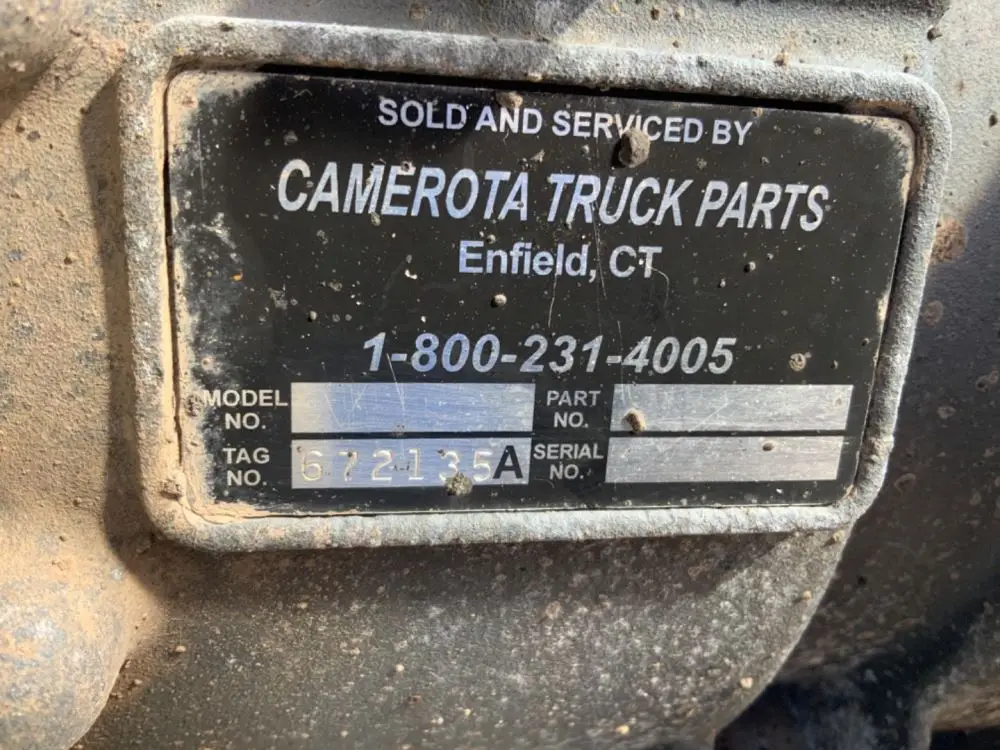 SOLD AND SERVICED BY
CAMEROTA TRUCK PARTS
Enfield, CT
1-800-231-4005
MODEL NO. PART NO.
TAG NO. 672135A SERIAL NO.